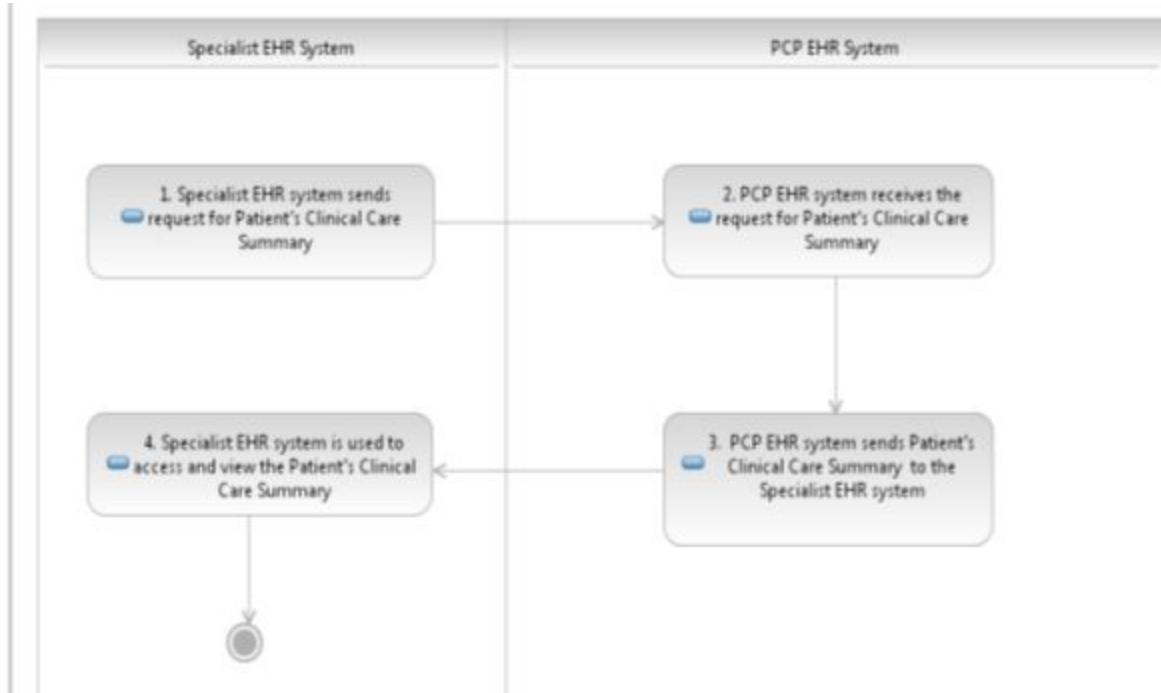 Specialist EHR System
PCP EHR System
1. Specialist EHR system sends
request for Patient's Clinical Care
Summary
2. PCP EHR system receives the
request for Patient's Clinical Care
Summary
3. PCP EHR system sends Patient's
Clinical Care Summary to the
Specialist EHR system
4. Specialist EHR system is used to
access and view the Patient's Clinical
Care Summary